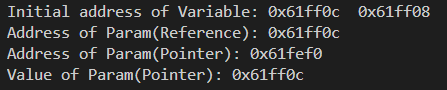 Initial address of Variable: 0x61ff0c  0x61ff08
Address of Param(Reference): 0x61ff0c
Address of Param(Pointer): 0x61fef0
Value of Param(Pointer): 0x61ff0c